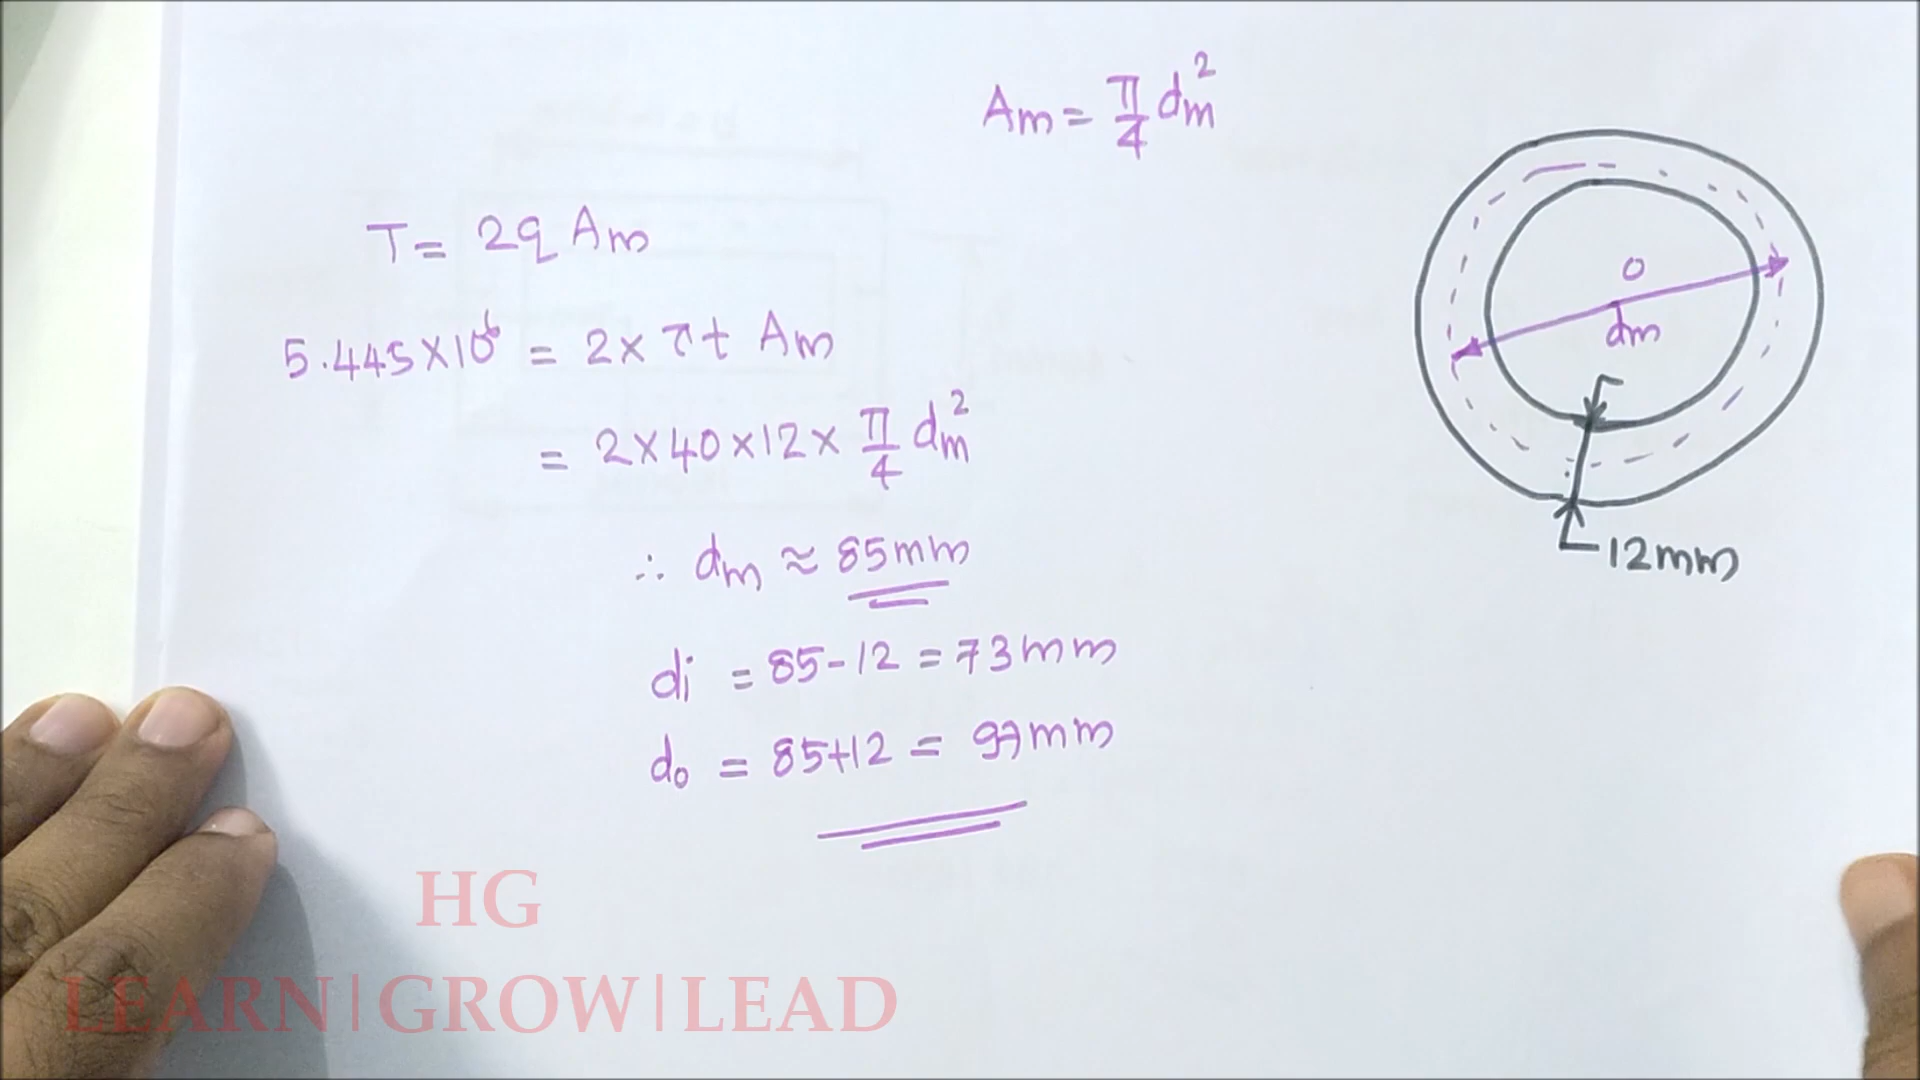 Am = π/4 dm²
T = 2q Am
5.445×10⁶ = 2× τt Am
= 2×40×12× π/4 dm²
∴ dm ≈ 85mm
di = 85-12 = 73mm
do = 85+12 = 97mm
O
dm
12mm
HG
LEARN|GROW|LEAD